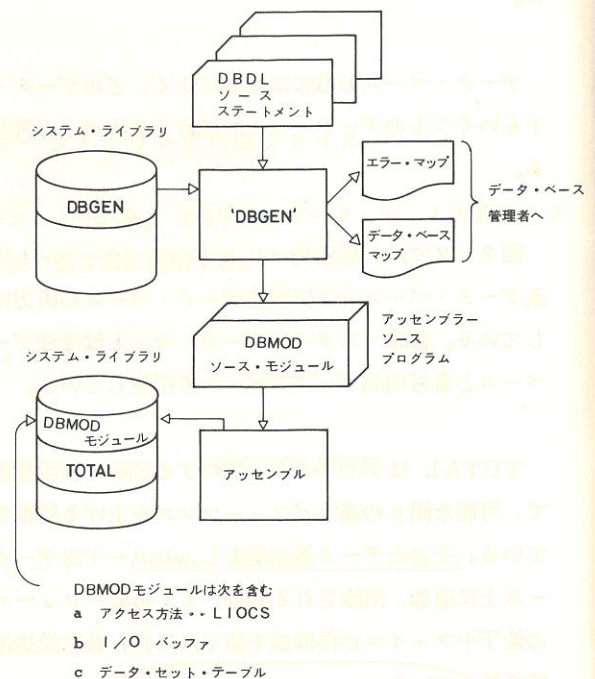 DBDL
ソース
ステートメント
システム・ライブラリ
DBGEN
'DBGEN'
エラー・マップ
データ・ベース
マップ
データ・ベース
管理者へ
DBMOD
ソース・モジュール
アッセンブラー
ソース
プログラム
システム・ライブラリ
DBMOD
モジュール
TOTAL
アッセンブル
DBMODモジュールは次を含む
a アクセス方法・・LIOCS
b I/O・バッファ
c データ・セット・テーブル